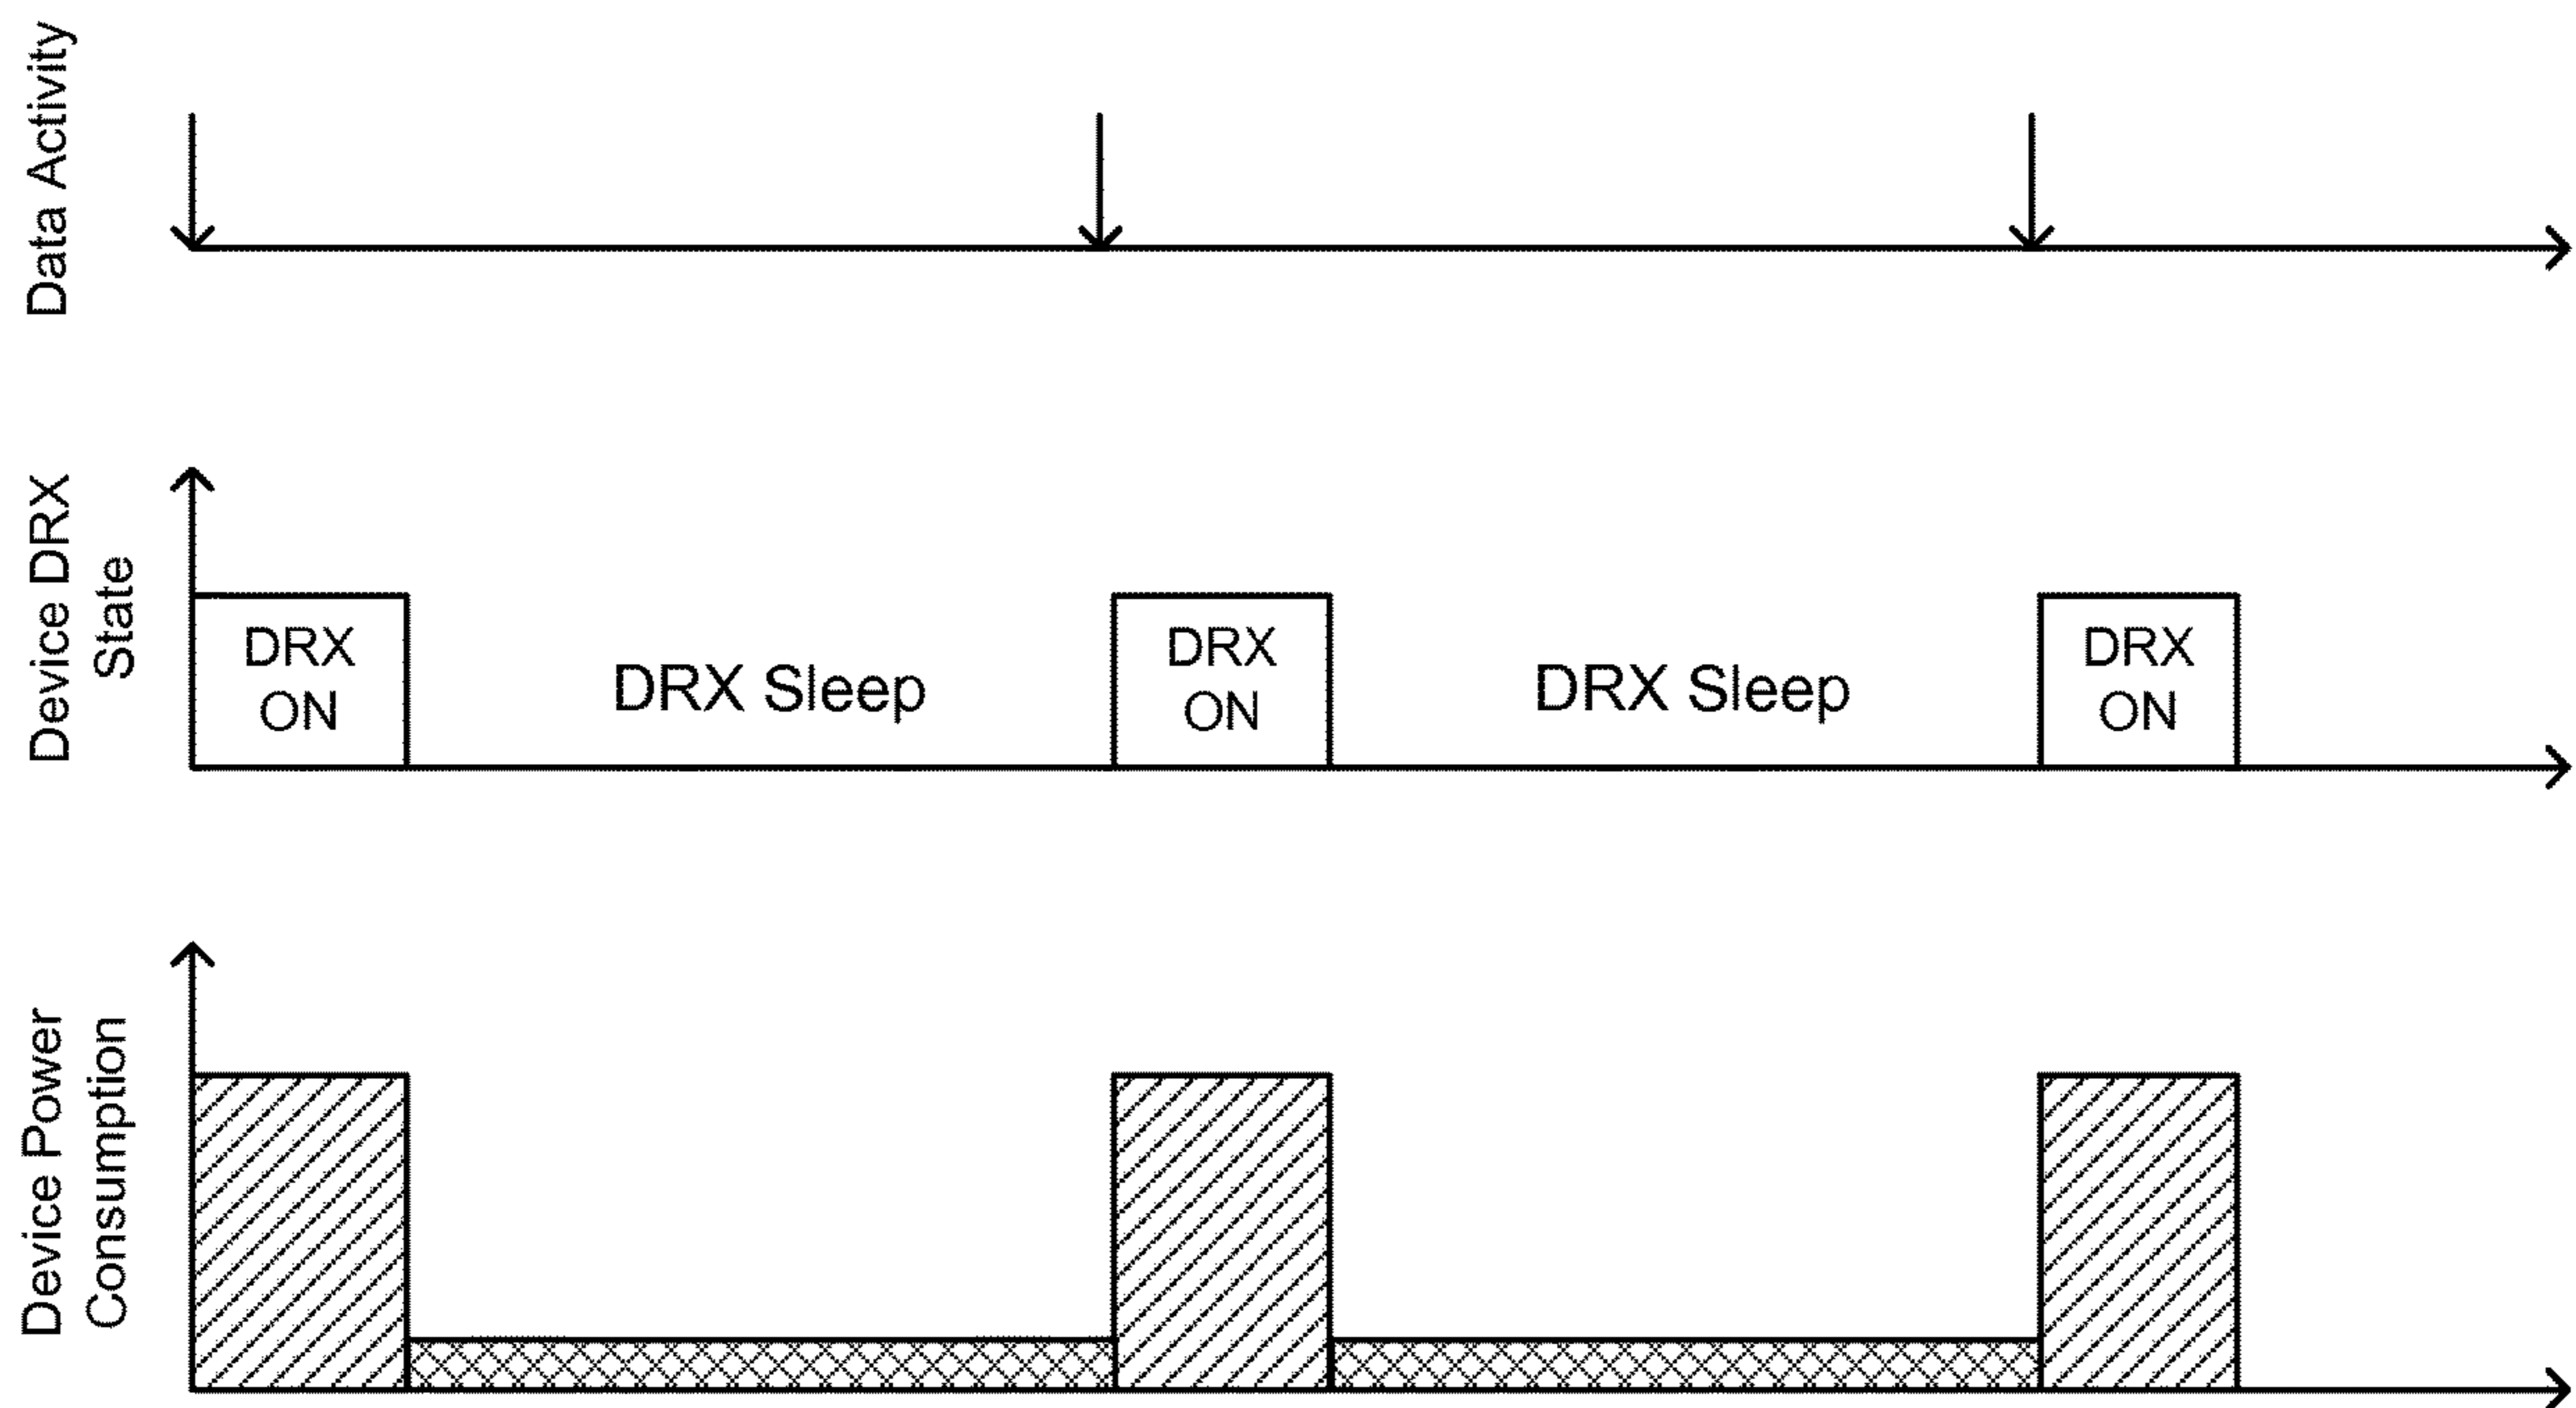 Data Activity
Device DRX
State
DRX
ON
DRX Sleep
DRX
ON
DRX Sleep
DRX
ON
Device Power
Consumption